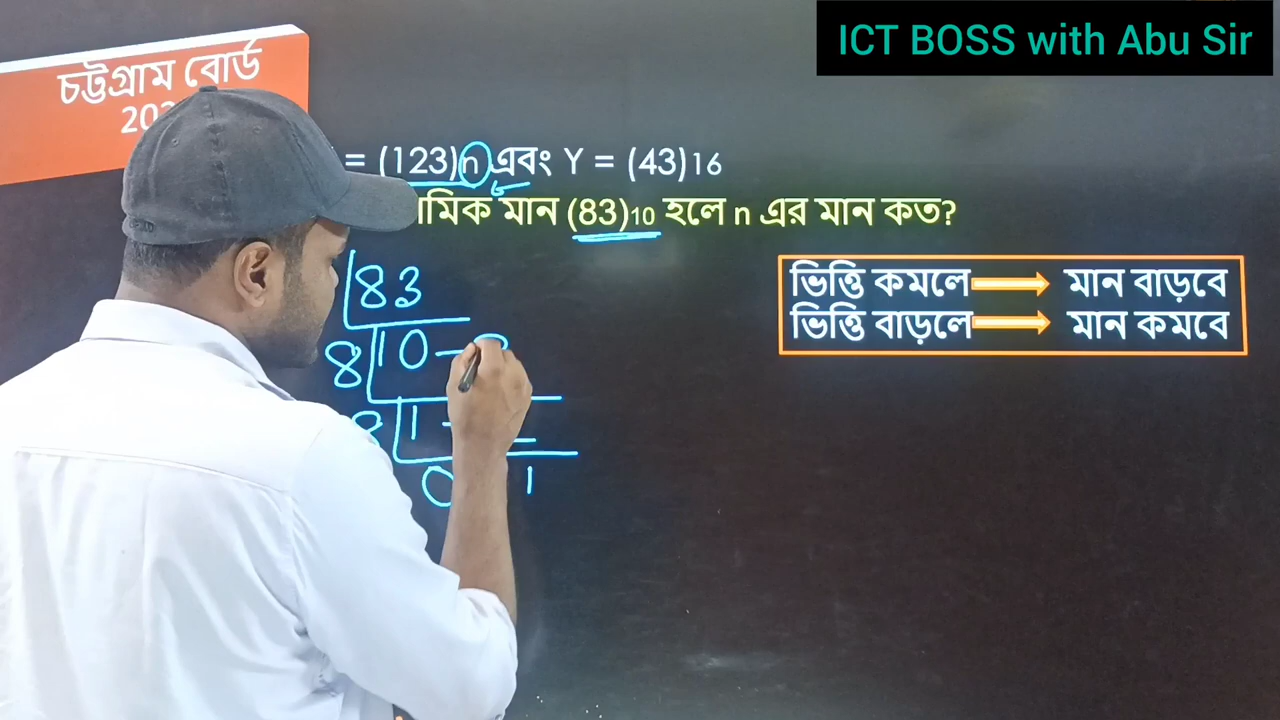 ICT BOSS with Abu Sir
চট্টগ্রাম বোর্ড
= (123)n এবং Y = (43)16
মান (83)10 হলে n এর মান কত?
ভিত্তি কমলে মান বাড়বে
ভিত্তি বাড়লে মান কমবে
83
8 10 –
8 1 –
0 1